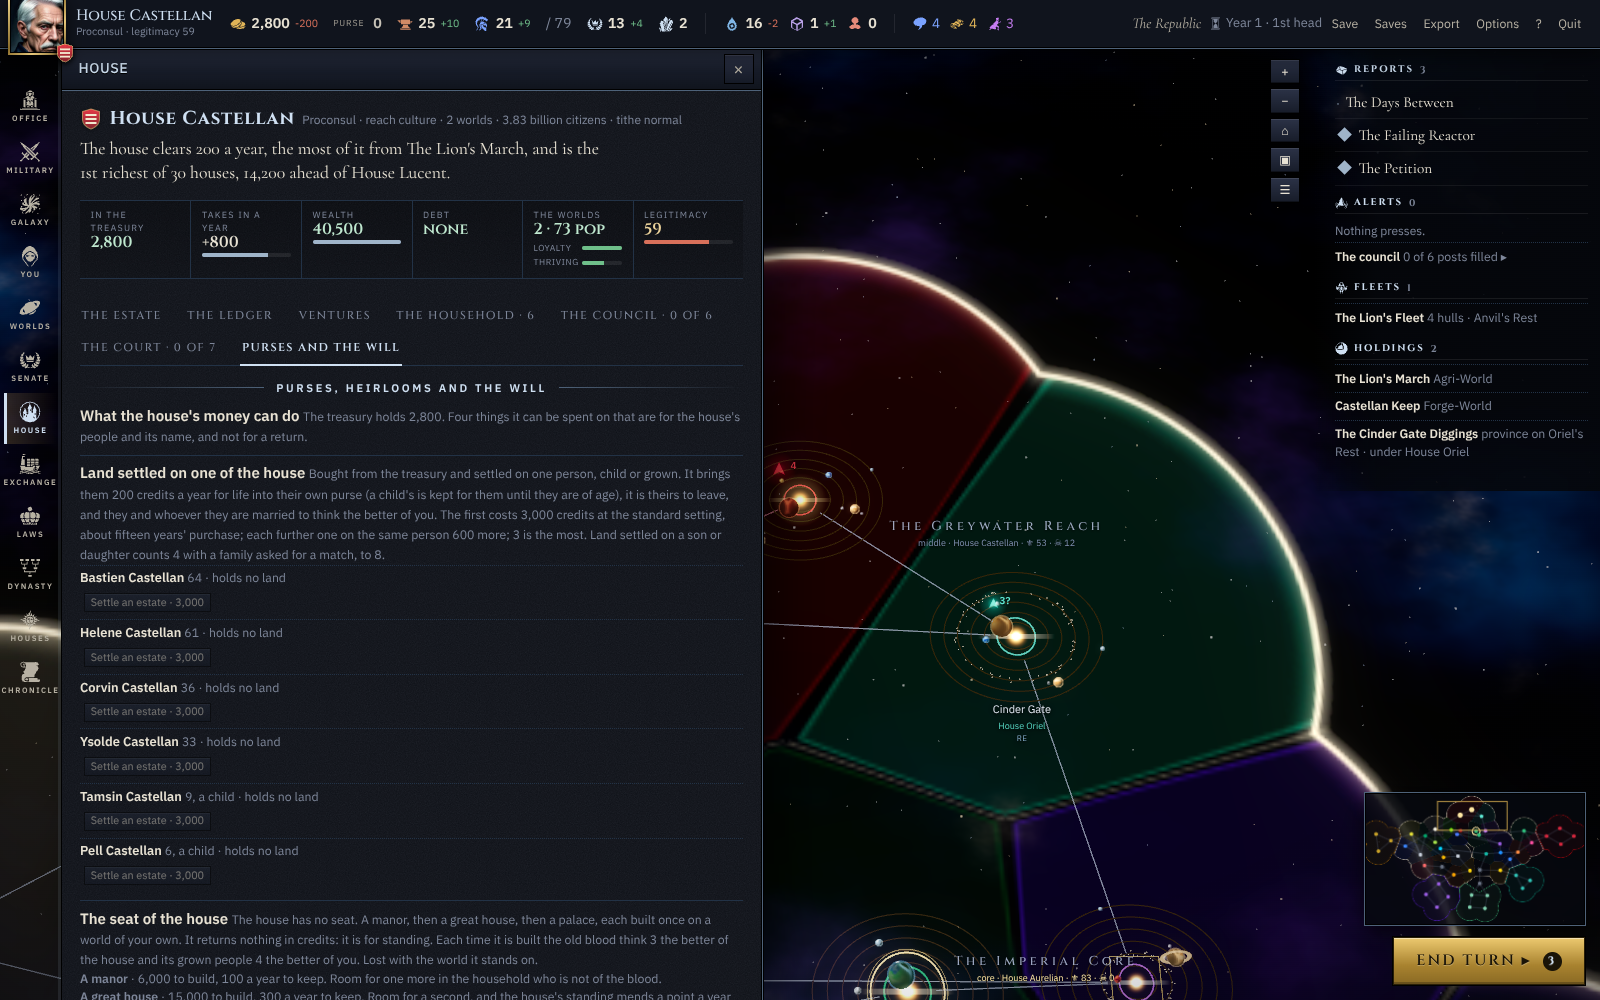 House Castellan
Proconsul · legitimacy 59
2,800 -200 PURSE 0 25 +10 21 +9 / 79 13 +4 2 16 -2 1 +1 0 4 4 3
The Republic Year 1 · 1st head Save Saves Export Options ? Quit
OFFICE
MILITARY
GALAXY
YOU
WORLDS
SENATE
HOUSE
EXCHANGE
LAWS
DYNASTY
HOUSES
CHRONICLE
HOUSE
×
House Castellan Proconsul · reach culture · 2 worlds · 3.83 billion citizens · tithe normal
The house clears 200 a year, the most of it from The Lion's March, and is the
1st richest of 30 houses, 14,200 ahead of House Lucent.
IN THE TREASURY
2,800
TAKES IN A YEAR
+800
WEALTH
40,500
DEBT
NONE
THE WORLDS
2 · 73 POP
LOYALTY
THRIVING
LEGITIMACY
59
THE ESTATE THE LEDGER VENTURES THE HOUSEHOLD · 6 THE COUNCIL · 0 OF 6
THE COURT · 0 OF 7 PURSES AND THE WILL
PURSES, HEIRLOOMS AND THE WILL
What the house's money can do The treasury holds 2,800. Four things it can be spent on that are for the house's
people and its name, and not for a return.
Land settled on one of the house Bought from the treasury and settled on one person, child or grown. It brings
them 200 credits a year for life into their own purse (a child's is kept for them until they are of age), it is theirs to leave,
and they and whoever they are married to think the better of you. The first costs 3,000 credits at the standard setting,
about fifteen years' purchase; each further one on the same person 600 more; 3 is the most. Land settled on a son or
daughter counts 4 with a family asked for a match, to 8.
Bastien Castellan 64 · holds no land
Settle an estate · 3,000
Helene Castellan 61 · holds no land
Settle an estate · 3,000
Corvin Castellan 36 · holds no land
Settle an estate · 3,000
Ysolde Castellan 33 · holds no land
Settle an estate · 3,000
Tamsin Castellan 9, a child · holds no land
Settle an estate · 3,000
Pell Castellan 6, a child · holds no land
Settle an estate · 3,000
The seat of the house The house has no seat. A manor, then a great house, then a palace, each built once on a
world of your own. It returns nothing in credits: it is for standing. Each time it is built the old blood think 3 the better of
the house and its grown people 4 the better of you. Lost with the world it stands on.
A manor · 6,000 to build, 100 a year to keep. Room for one more in the household who is not of the blood.
A great house · 15,000 to build, 300 a year to keep. Room for a second, and the house's standing mends a point a year
4
The Greywater Reach
middle · House Castellan · 53 · 12
3?
Cinder Gate
House Oriel
RE
The Imperial Core
core · House Aurelian · 83 · 0
+
−
REPORTS 3
· The Days Between
The Failing Reactor
The Petition
ALERTS 0
Nothing presses.
The council 0 of 6 posts filled ▸
FLEETS 1
The Lion's Fleet 4 hulls · Anvil's Rest
HOLDINGS 2
The Lion's March Agri-World
Castellan Keep Forge-World
The Cinder Gate Diggings province on Oriel's
Rest · under House Oriel
END TURN ▸ 3